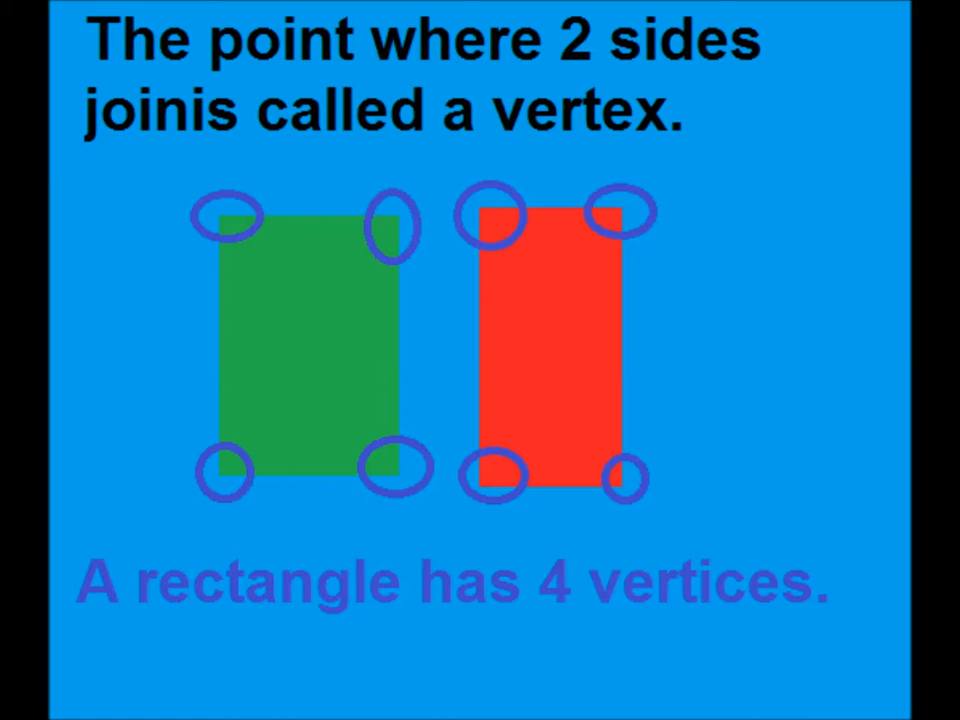 The point where 2 sides
joinis called a vertex.
A rectangle has 4 vertices.